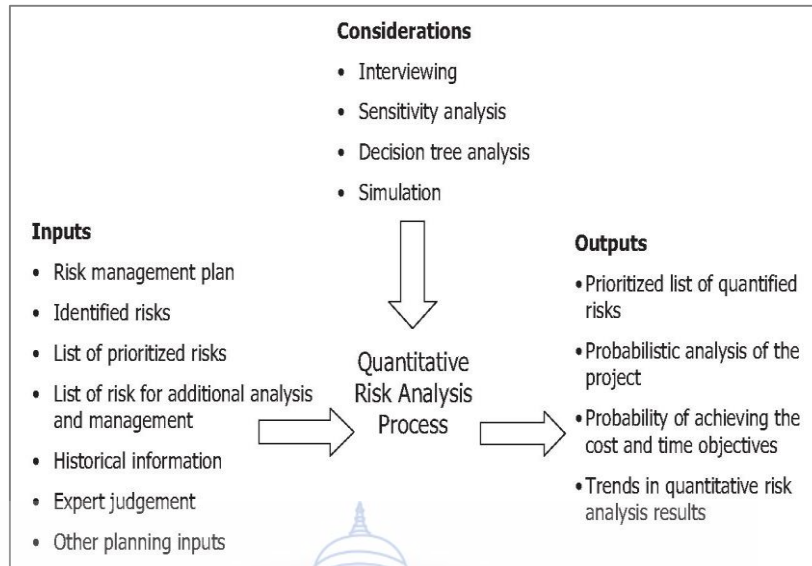 Considerations
• Interviewing
• Sensitivity analysis
• Decision tree analysis
• Simulation
Inputs
• Risk management plan
• Identified risks
• List of prioritized risks
• List of risk for additional analysis
and management
• Historical information
• Expert judgement
• Other planning inputs
Quantitative
Risk Analysis
Process
Outputs
• Prioritized list of quantified
risks
• Probabilistic analysis of the
project
• Probability of achieving the
cost and time objectives
• Trends in quantitative risk
analysis results